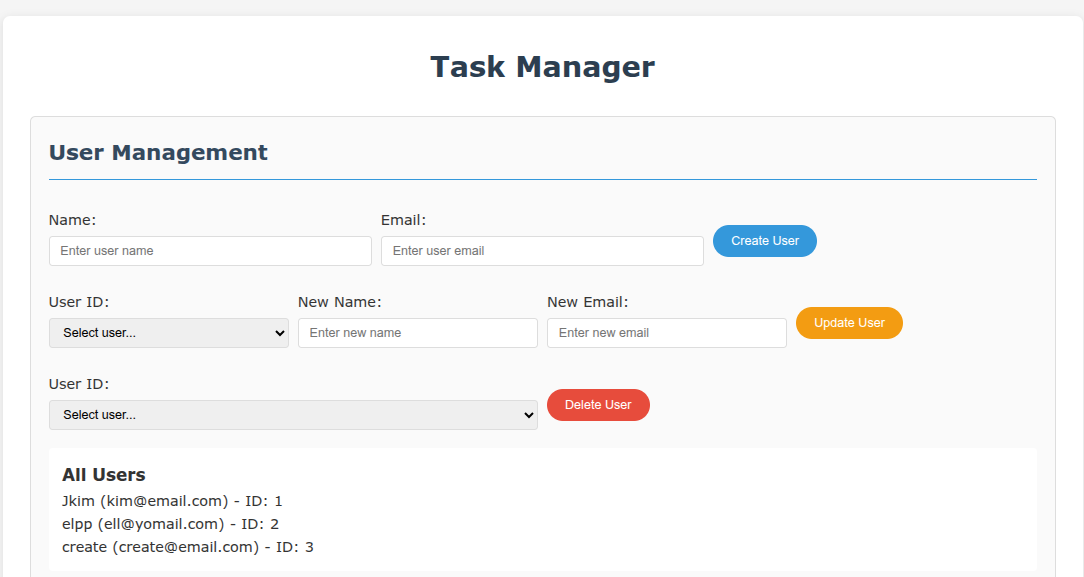 Task Manager
User Management
Name: Email:
Enter user name Enter user email Create User
User ID: New Name: New Email:
Select user... Enter new name Enter new email Update User
User ID:
Select user... Delete User
All Users
Jkim (kim@email.com) - ID: 1
elpp (ell@yomail.com) - ID: 2
create (create@email.com) - ID: 3